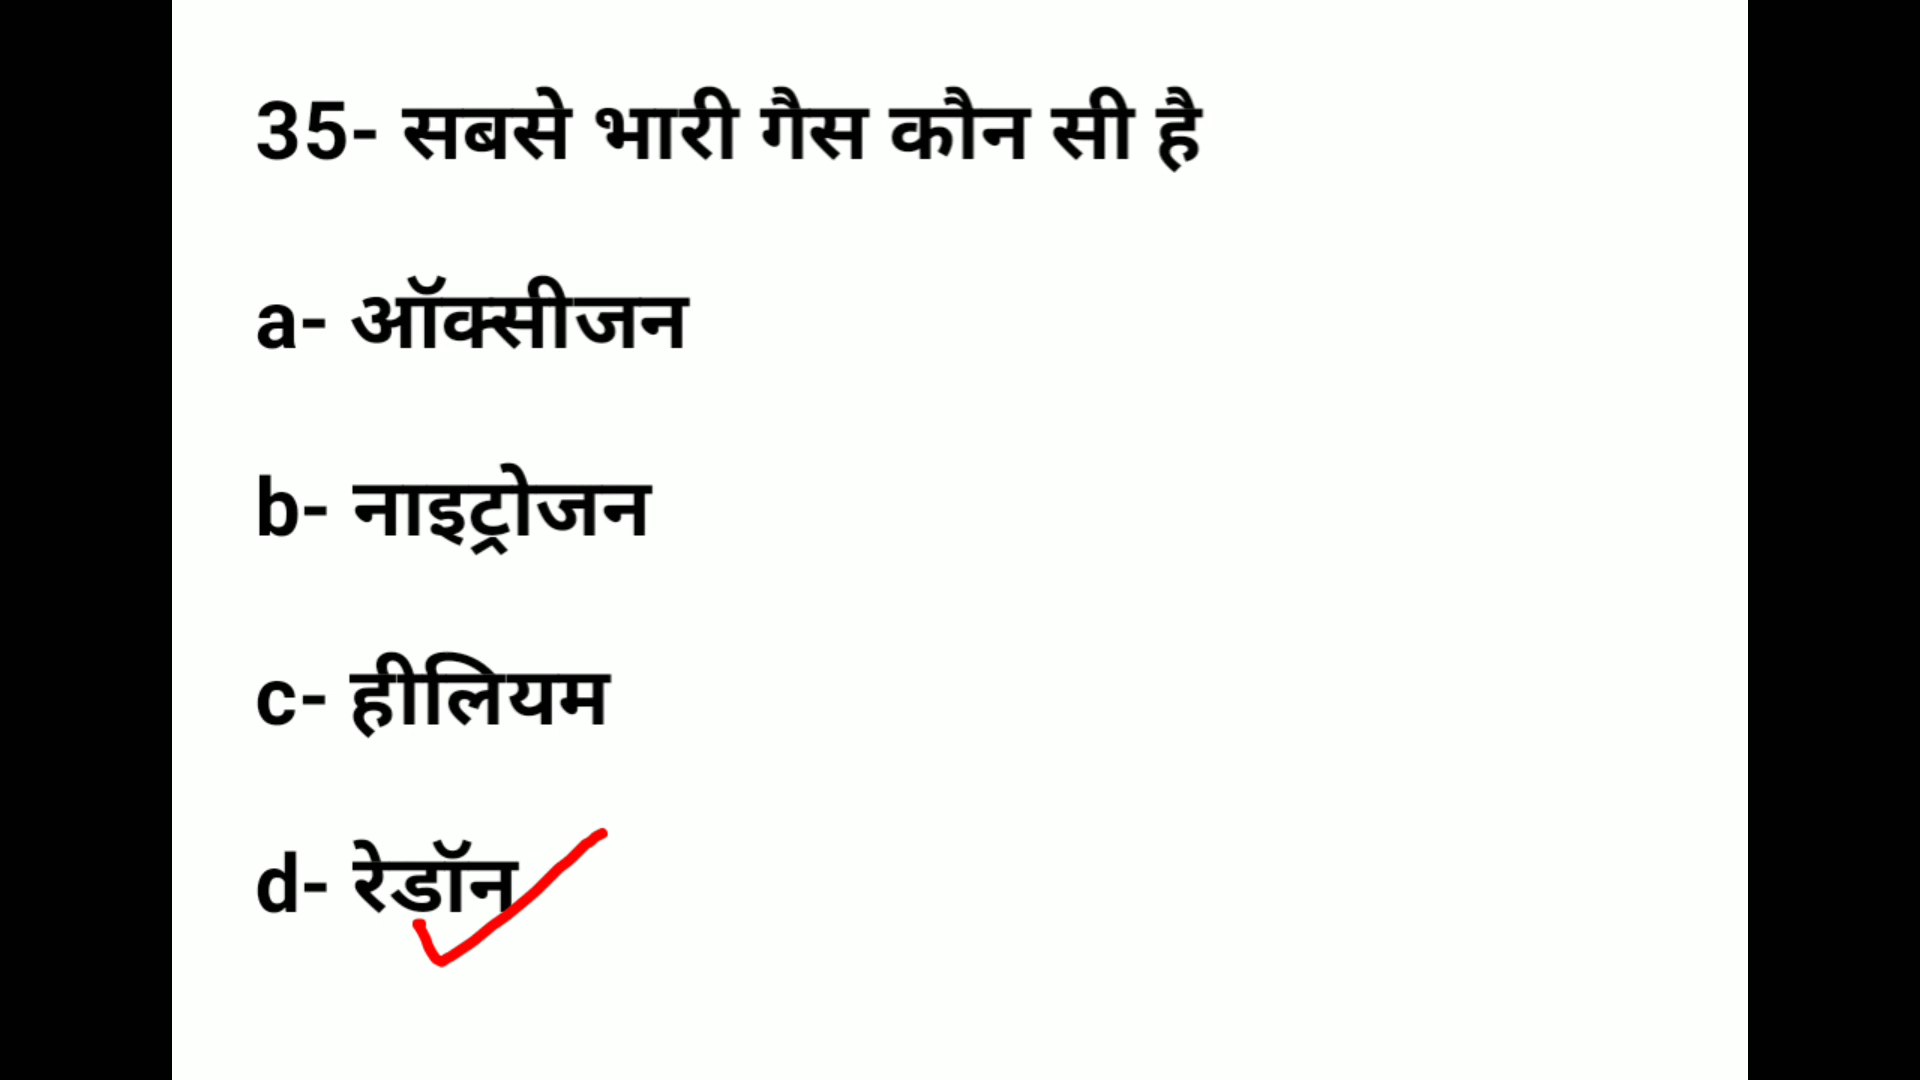 35- सबसे भारी गैस कौन सी है
a- ऑक्सीजन
b- नाइट्रोजन
c- हीलियम
d- रेडॉन